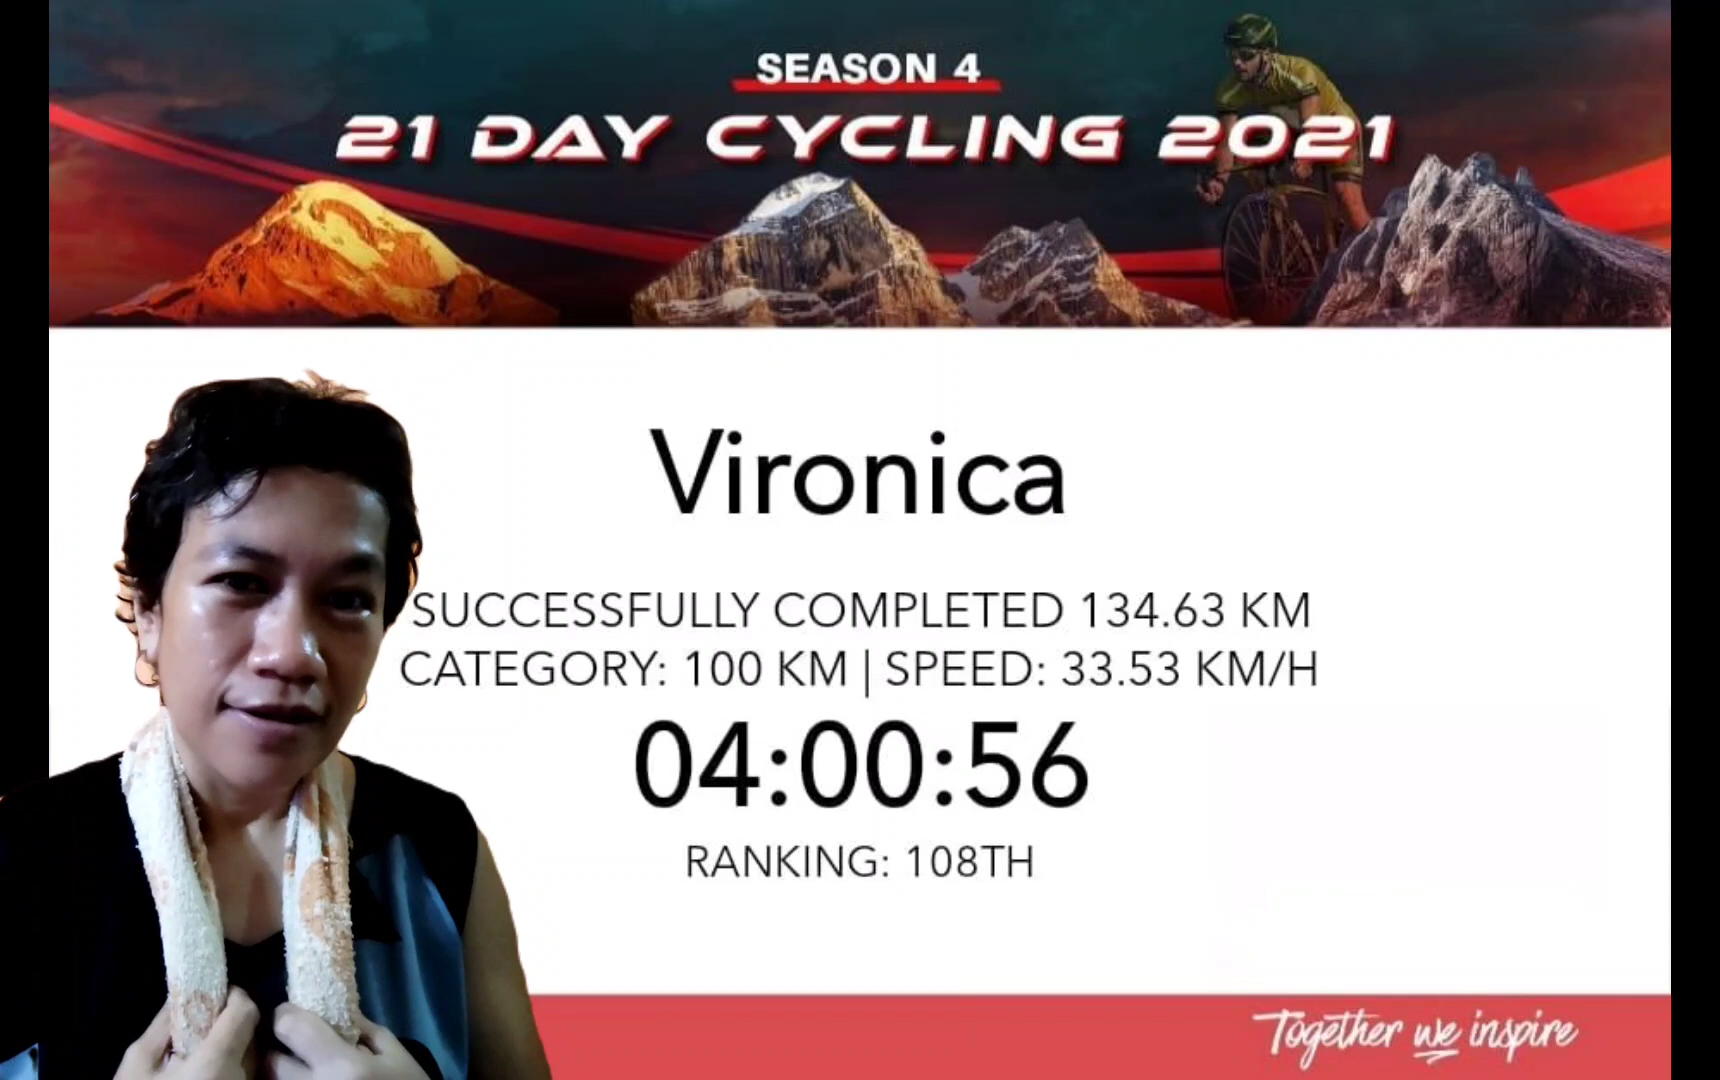 SEASON 4
21 DAY CYCLING 2021
Vironica
SUCCESSFULLY COMPLETED 134.63 KM
CATEGORY: 100 KM | SPEED: 33.53 KM/H
04:00:56
RANKING: 108TH
Together we inspire